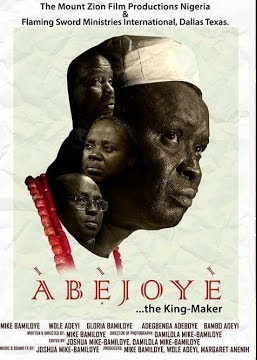 The Mount Zion Film Productions Nigeria
&
Flaming Sword Ministries International, Dallas Texas.
ÀBẸ̀JOYÈ
...the King-Maker
MIKE BAMILOYE WOLE ADEYI GLORIA BAMILOYE ADEGBENGA ADEBOYE BAMBO ADEYI
WRITTEN & DIRECTED BY: MIKE BAMILOYE DIRECTOR OF PHOTOGRAPHY: DAMILOLA MIKE-BAMILOYE
EDITED BY: JOSHUA MIKE-BAMILOYE, DAMILOLA MIKE-BAMILOYE
MUSIC & SOUND FX BY: JOSHUA MIKE-BAMILOYE PRODUCERS: MIKE BAMILOYE, WOLE ADEYI, MARGARET ANENIH